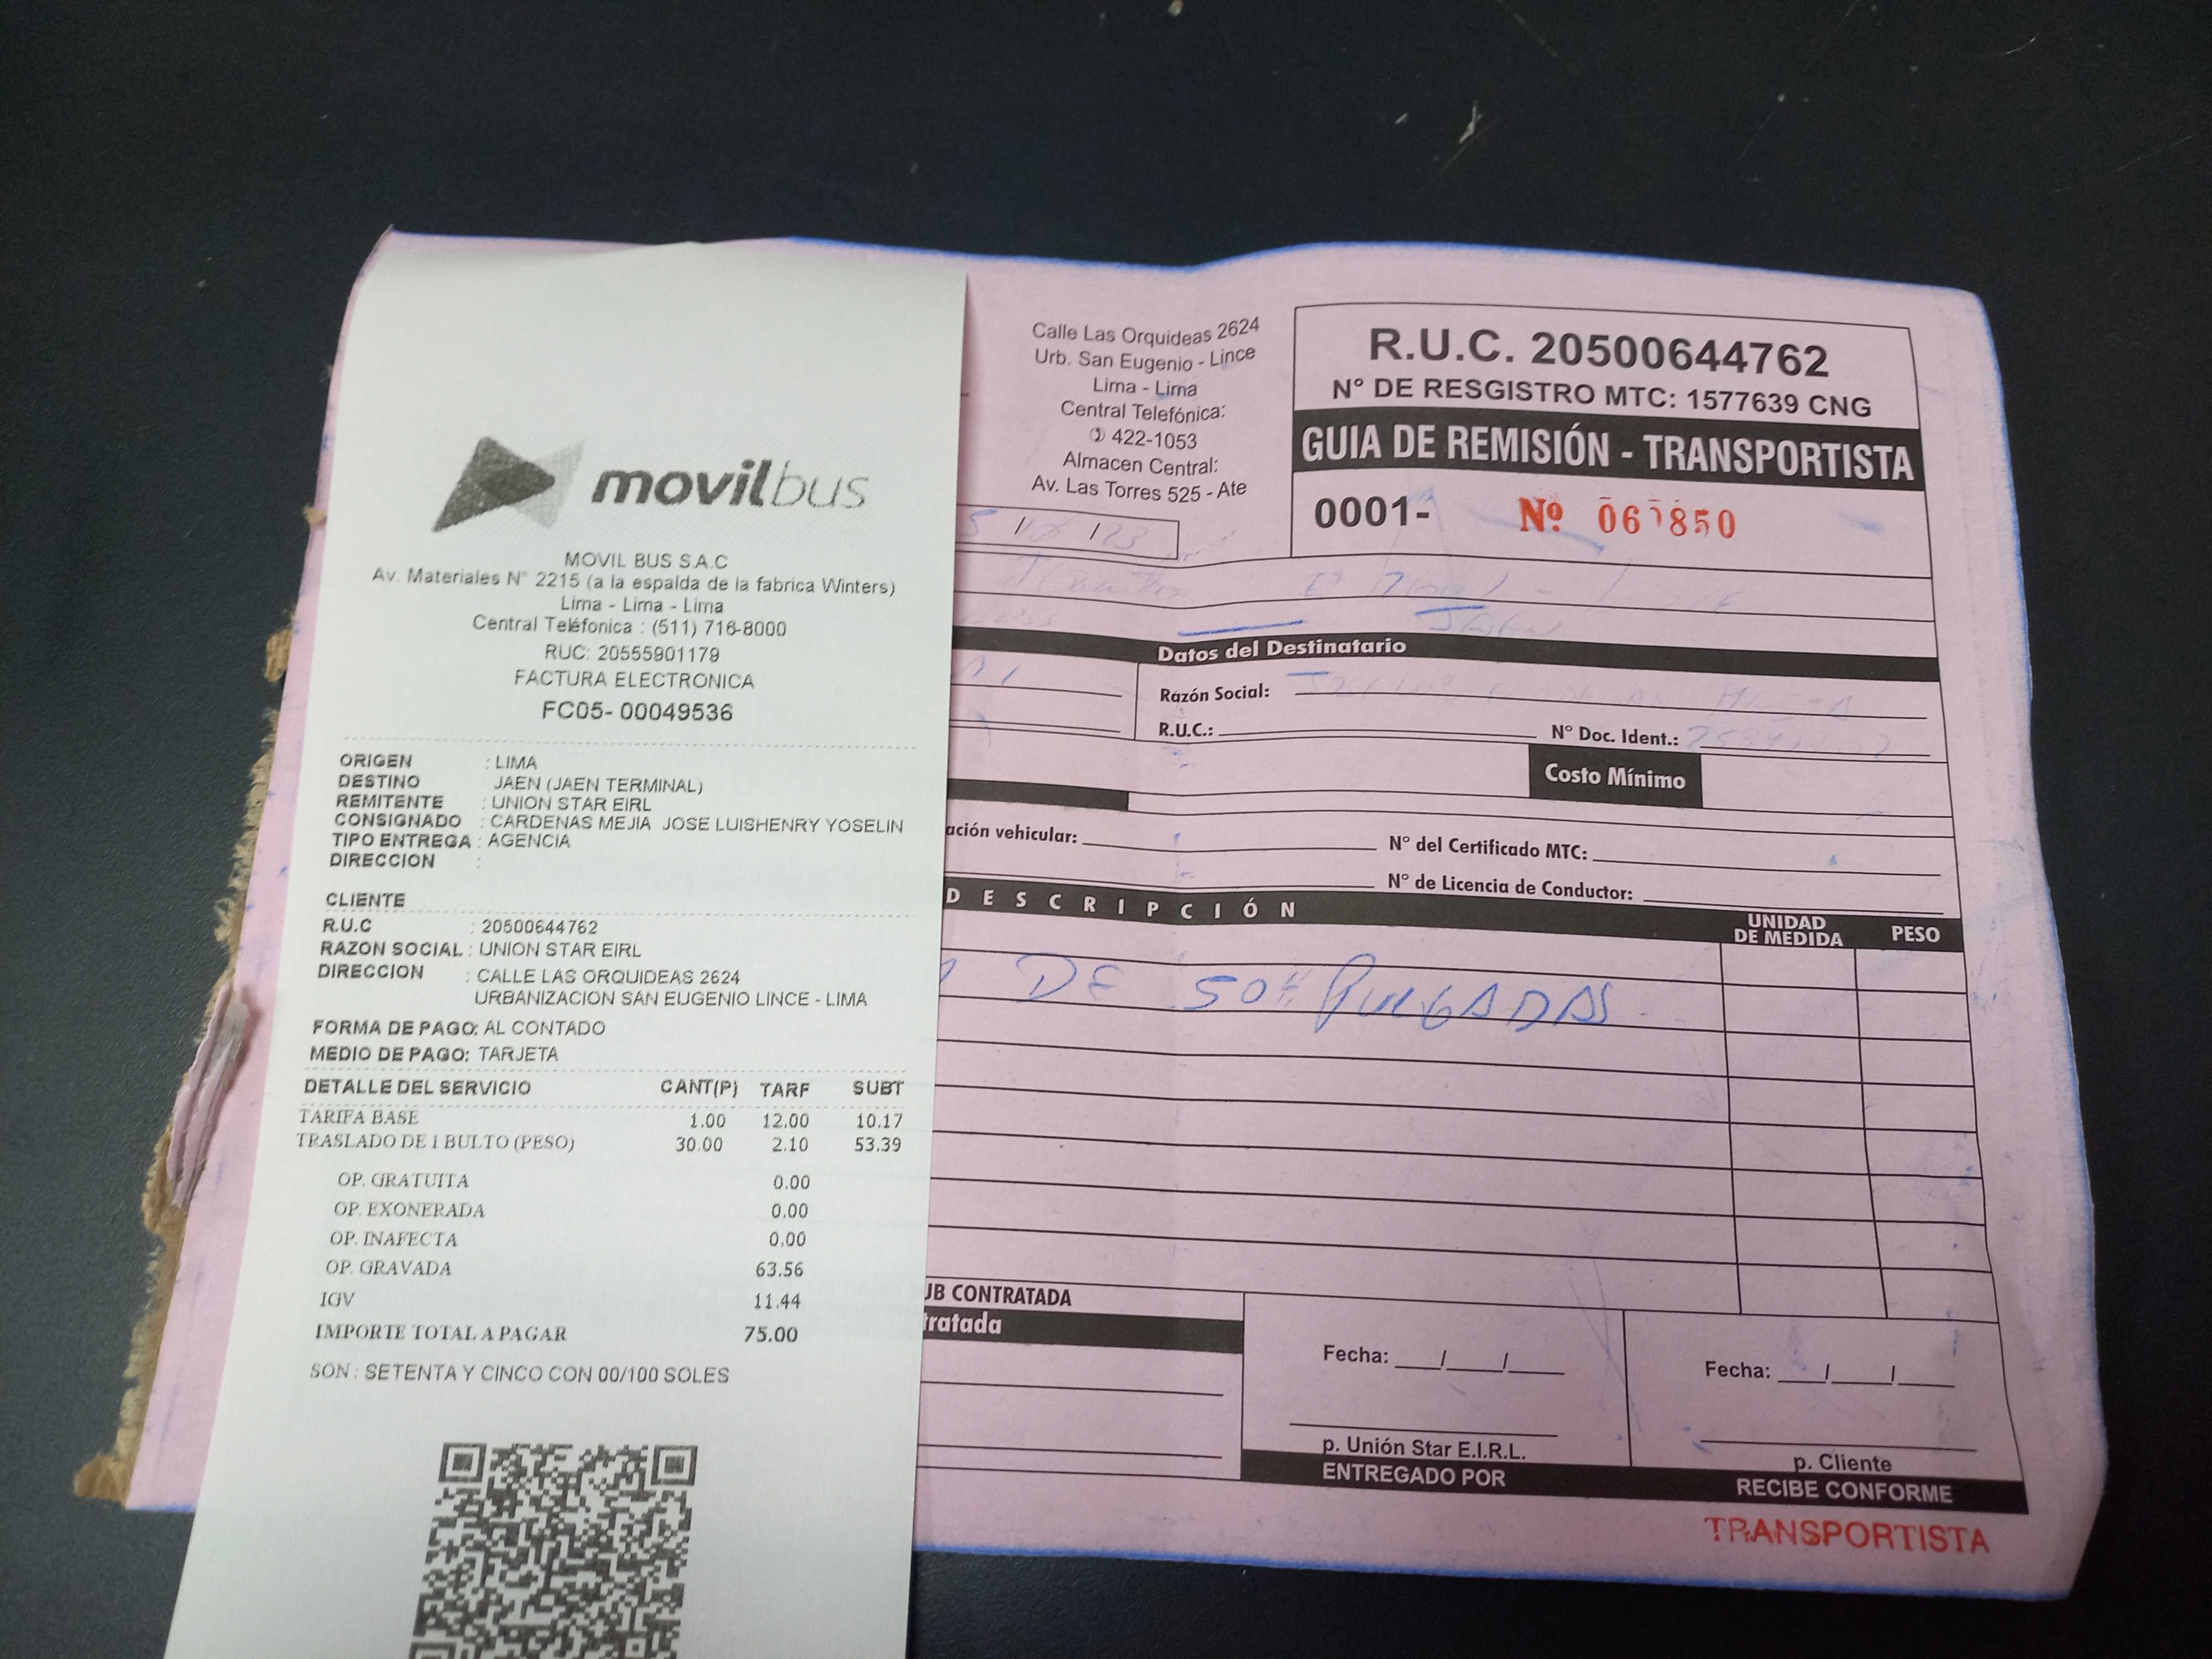 movilbus
MOVIL BUS S.A.C
Av. Materiales N° 2215 (a la espalda de la fabrica Winters)
Lima - Lima - Lima
Central Teléfonica : (511) 716-8000
RUC: 20555901179
FACTURA ELECTRONICA
FC05- 00049536
ORIGEN : LIMA
DESTINO JAEN (JAEN TERMINAL)
REMITENTE : UNION STAR EIRL
CONSIGNADO : CARDENAS MEJIA JOSE LUISHENRY YOSELIN
TIPO ENTREGA : AGENCIA
DIRECCION :
CLIENTE
R.U.C : 20500644762
RAZON SOCIAL : UNION STAR EIRL
DIRECCION : CALLE LAS ORQUIDEAS 2624
URBANIZACION SAN EUGENIO LINCE - LIMA
FORMA DE PAGO: AL CONTADO
MEDIO DE PAGO: TARJETA
DETALLE DEL SERVICIO CANT(P) TARF SUBT
TARIFA BASE 1.00 12.00 10.17
TRASLADO DE 1 BULTO (PESO) 30.00 2.10 53.39
OP. GRATUITA 0.00
OP. EXONERADA 0.00
OP. INAFECTA 0.00
OP. GRAVADA 63.56
IGV 11.44
IMPORTE TOTAL A PAGAR 75.00
SON : SETENTA Y CINCO CON 00/100 SOLES
Calle Las Orquideas 2624
Urb. San Eugenio - Lince
Lima - Lima
Central Telefónica:
✆ 422-1053
Almacen Central:
Av. Las Torres 525 - Ate
R.U.C. 20500644762
N° DE RESGISTRO MTC: 1577639 CNG
GUIA DE REMISIÓN - TRANSPORTISTA
0001- Nº
Datos del Destinatario
Razón Social:
R.U.C.: N° Doc. Ident.:
Costo Mínimo
ación vehicular: N° del Certificado MTC:
N° de Licencia de Conductor:
DESCRIPCIÓN UNIDAD DE MEDIDA PESO
DE 50" PULGADAS
UB CONTRATADA
tratada
Fecha: ___/___/___ Fecha: ___/___/___
p. Unión Star E.I.R.L. p. Cliente
ENTREGADO POR RECIBE CONFORME
TRANSPORTISTA